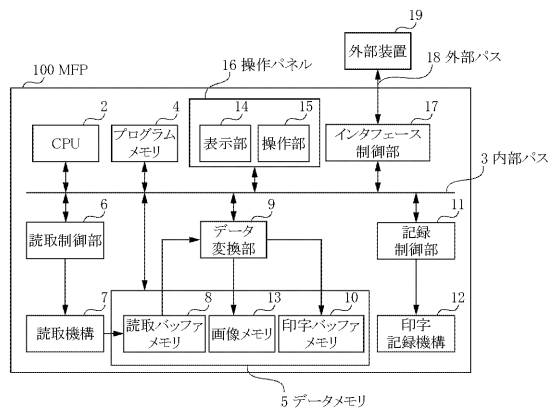 19
外部装置
18 外部バス
100 MFP
16 操作パネル
2
CPU
4
プログラム
メモリ
14
表示部
15
操作部
17
インタフェース
制御部
3 内部バス
6
読取制御部
9
データ
変換部
11
記録
制御部
7
読取機構
8
読取バッファ
メモリ
13
画像メモリ
10
印字バッファ
メモリ
12
印字
記録機構
5 データメモリ